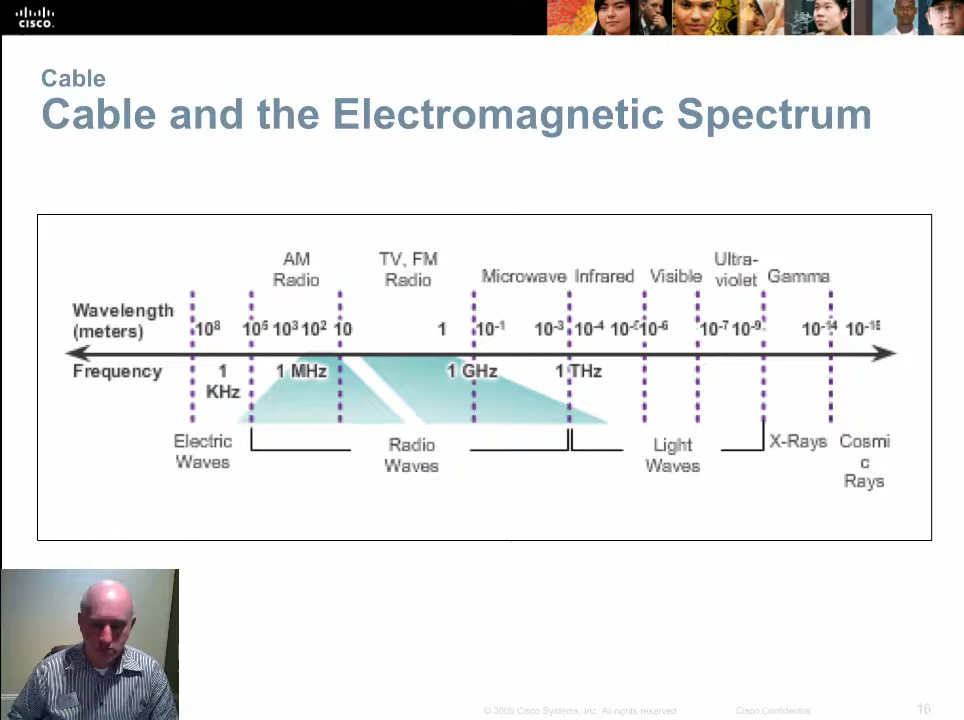 CISCO
Cable
Cable and the Electromagnetic Spectrum
AM
Radio
TV, FM
Radio
Microwave
Infrared
Visible
Ultra-
violet
Gamma
Wavelength
(meters)
10⁸ 10⁵ 10³ 10² 10 1 10⁻¹ 10⁻³ 10⁻⁴ 10⁻⁵ 10⁻⁶ 10⁻⁷ 10⁻⁹ 10⁻¹⁴ 10⁻¹⁵
Frequency
1
KHz
1 MHz
1 GHz
1 THz
Electric
Waves
Radio
Waves
Light
Waves
X-Rays
Cosmi
c
Rays
© 2006 Cisco Systems, Inc. All rights reserved.
Cisco Confidential
16